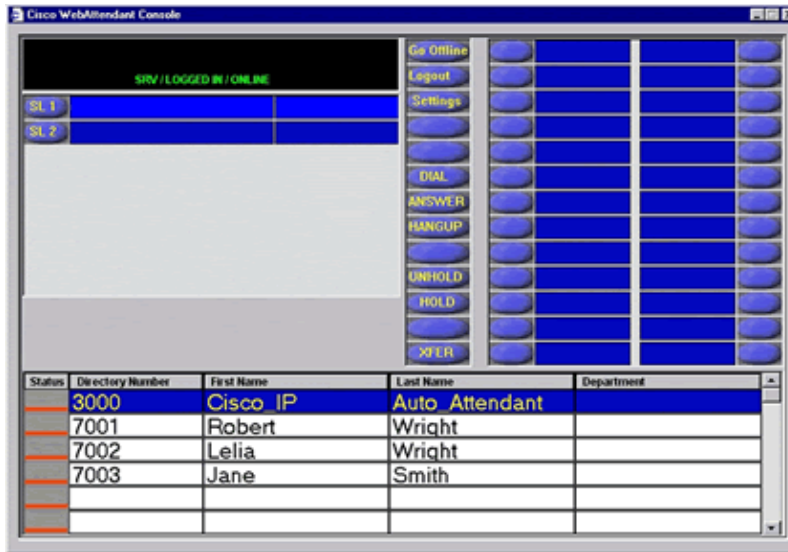 Cisco WebAttendant Console
SRV / LOGGED IN / ONLINE
SL 1
SL 2
Go Offline
Logout
Settings
DIAL
ANSWER
HANGUP
UNHOLD
HOLD
XFER
Status Directory Number First Name Last Name Department
3000 Cisco_IP Auto_Attendant
7001 Robert Wright
7002 Lelia Wright
7003 Jane Smith